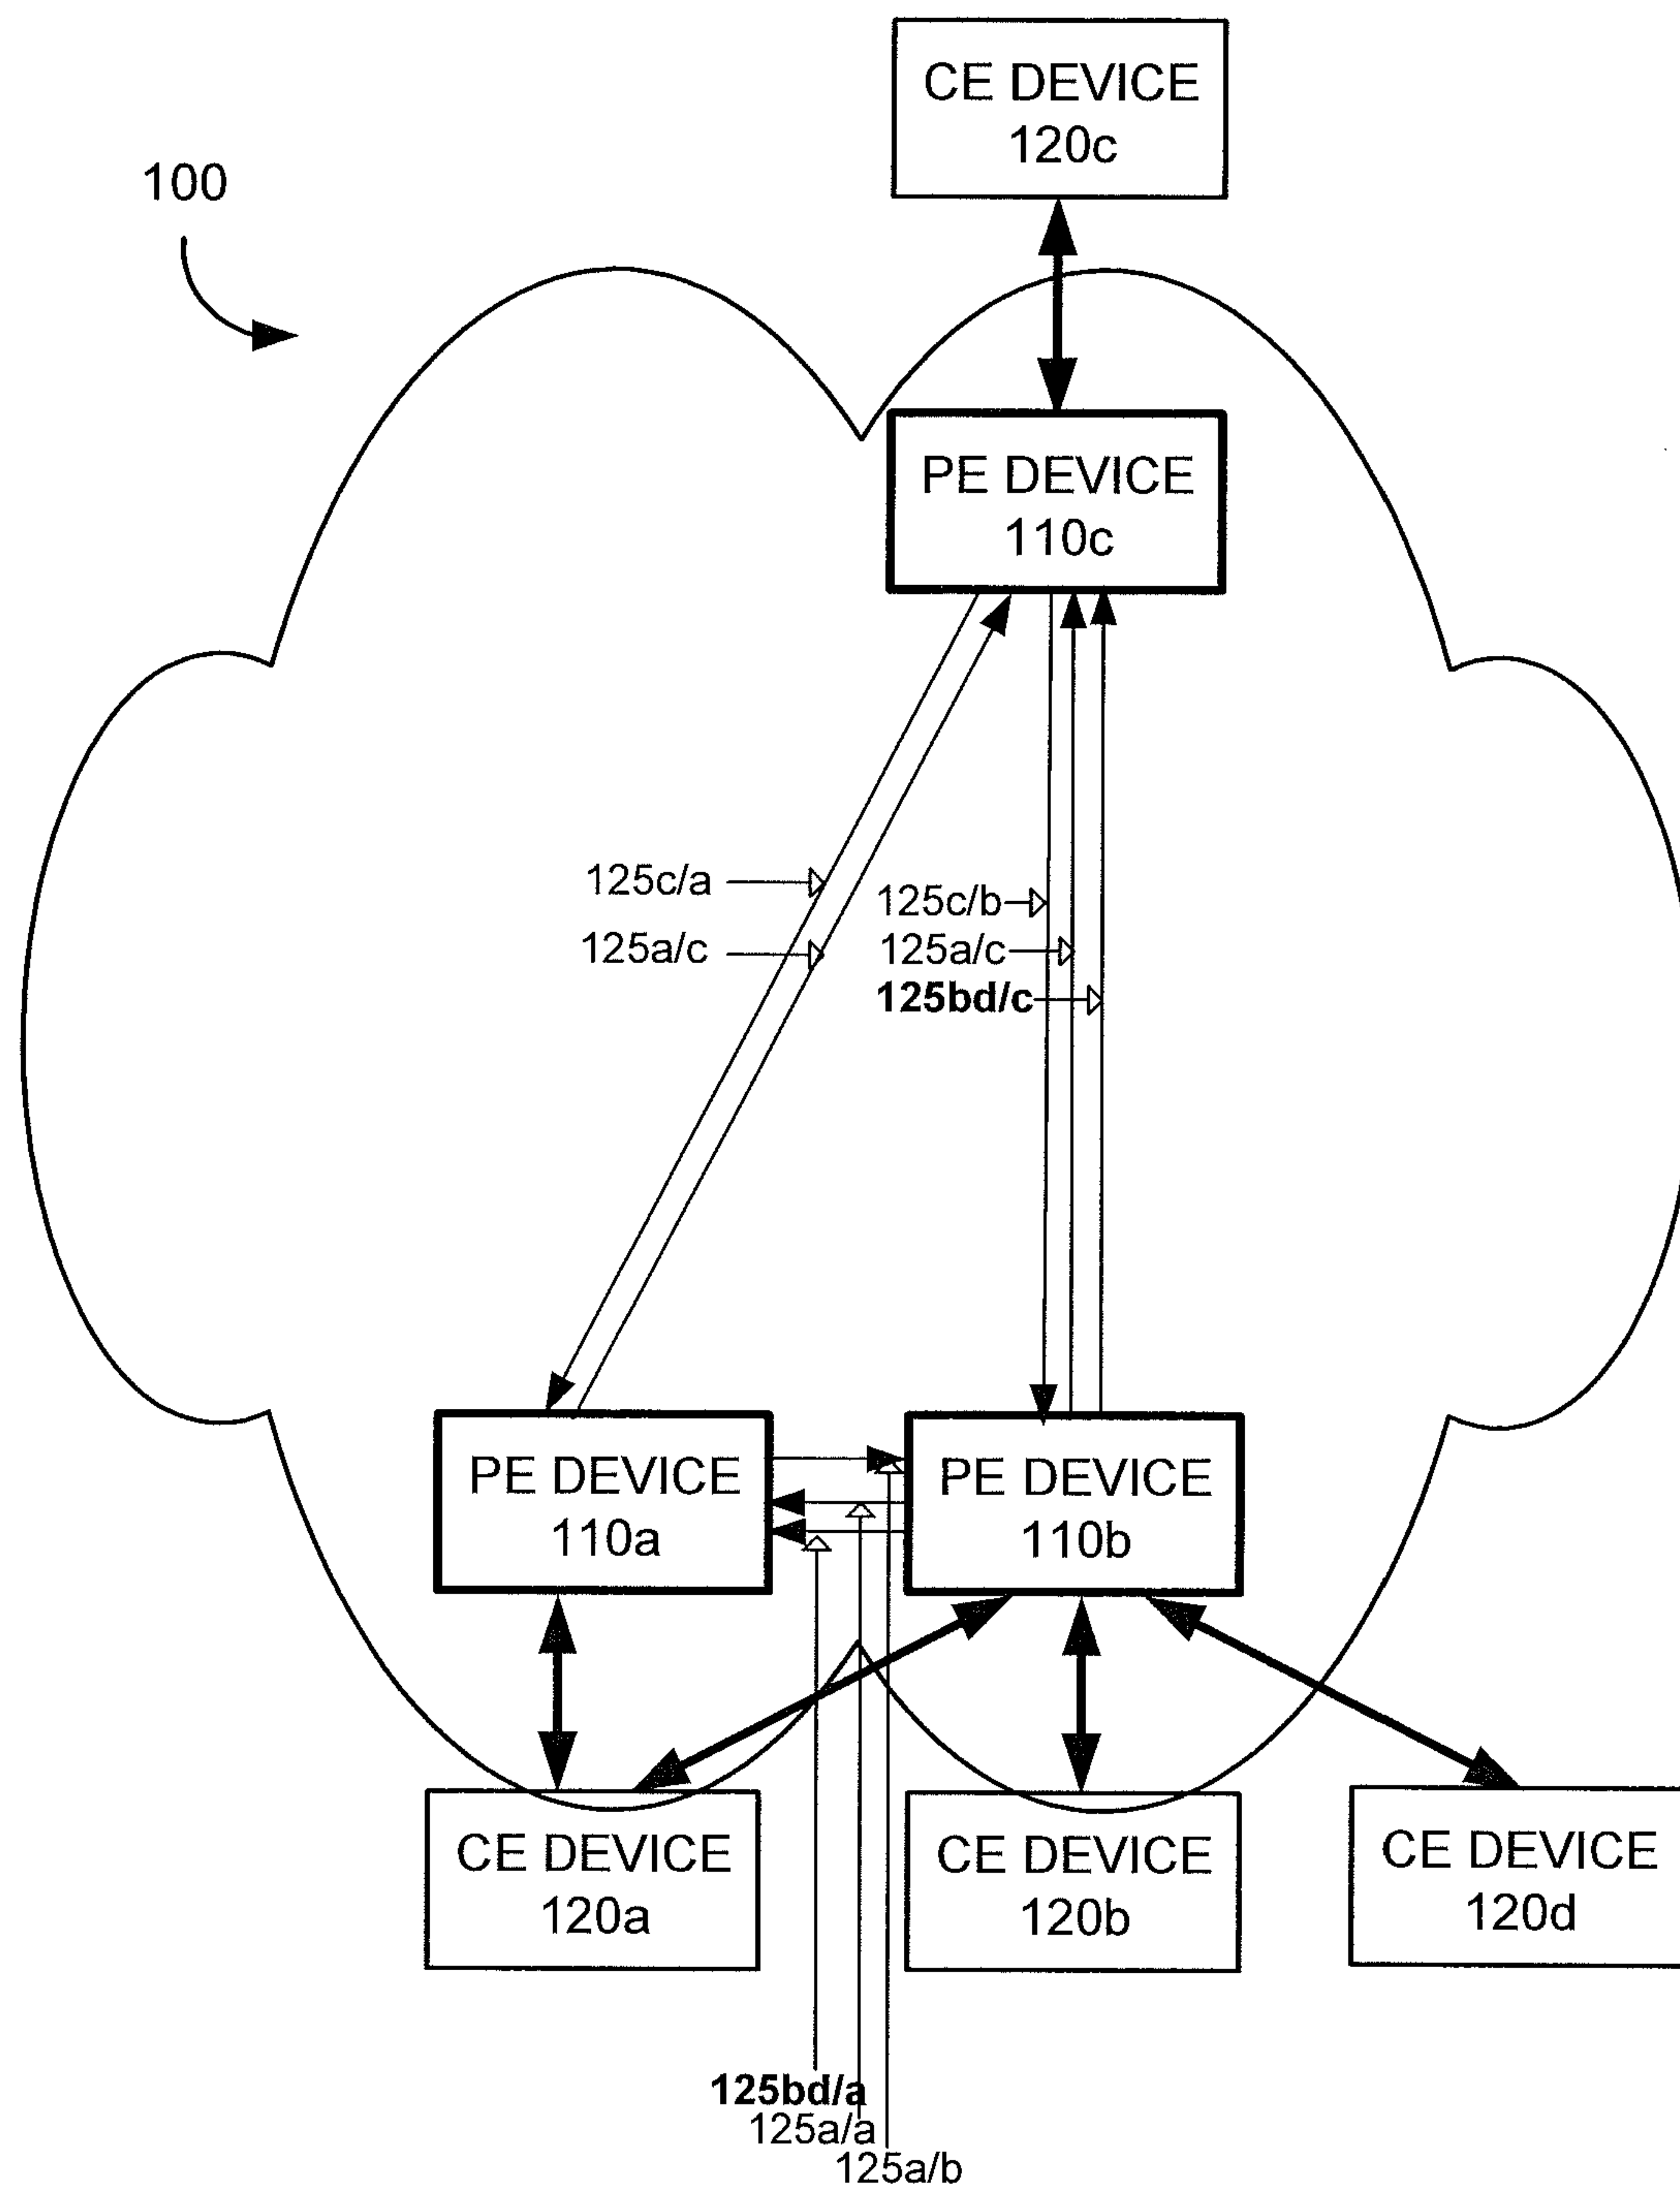 CE DEVICE
120c
100
PE DEVICE
110c
125c/a
125c/b
125a/c
125a/c
125bd/c
PE DEVICE
110a
PE DEVICE
110b
CE DEVICE
120a
CE DEVICE
120b
CE DEVICE
120d
125bd/a
125a/a
125a/b